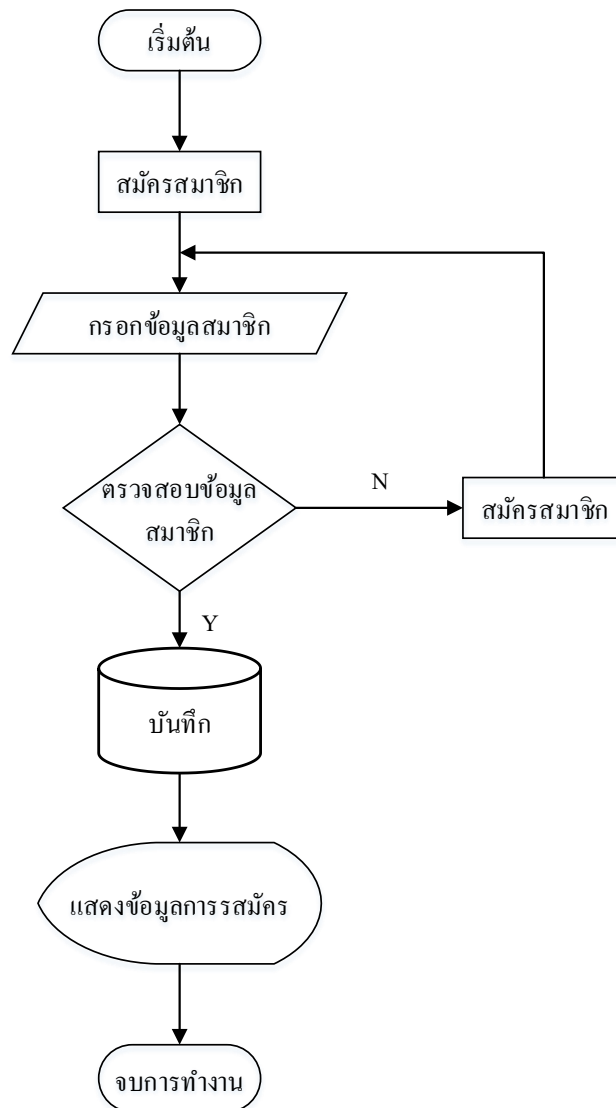 เริ่มต้น
สมัครสมาชิก
กรอกข้อมูลสมาชิก
ตรวจสอบข้อมูล
สมาชิก
N
สมัครสมาชิก
Y
บันทึก
แสดงข้อมูลการรสมัคร
จบการทำงาน